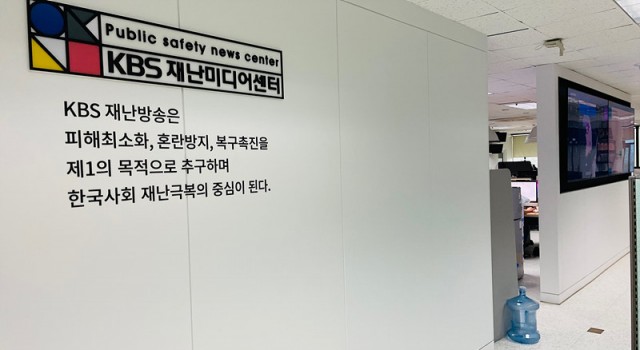 Public safety news center
KBS 재난미디어센터
KBS 재난방송은
피해최소화, 혼란방지, 복구촉진을
제1의 목적으로 추구하며
한국사회 재난극복의 중심이 된다.